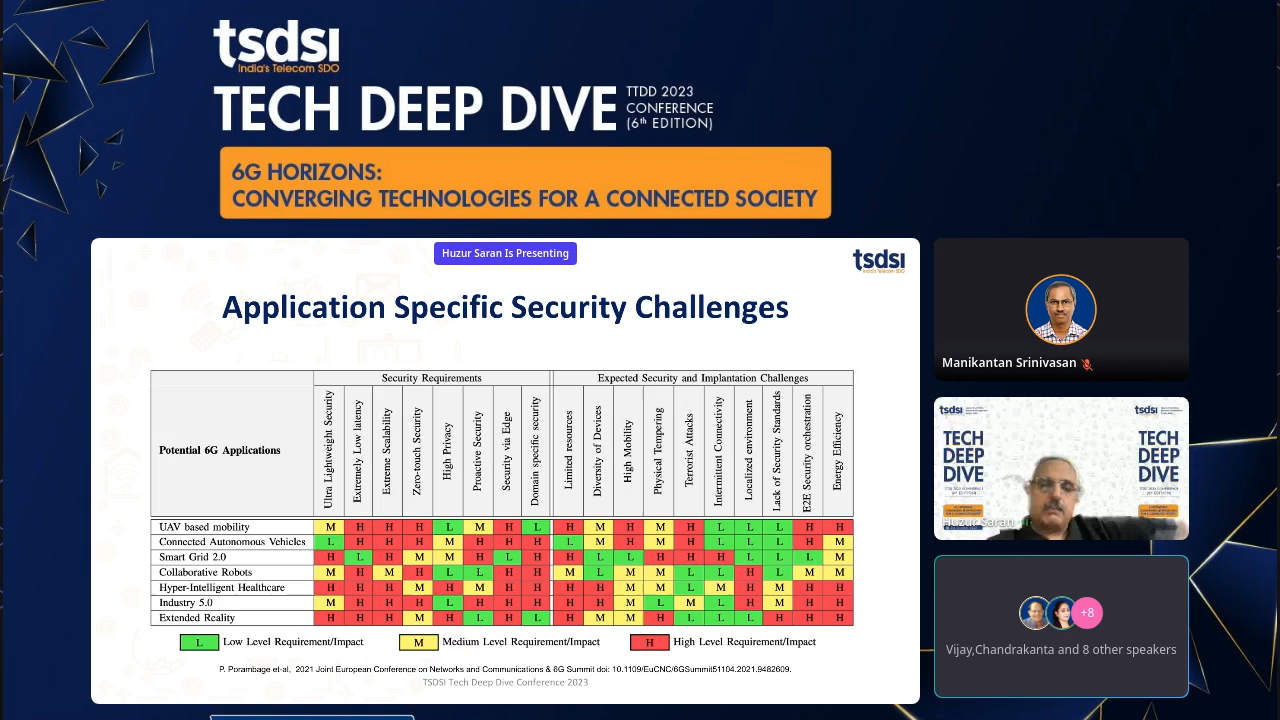 tsdsi
India's Telecom SDO
TECH DEEP DIVE
TTDD 2023
CONFERENCE
(6th EDITION)
6G HORIZONS:
CONVERGING TECHNOLOGIES FOR A CONNECTED SOCIETY
Huzur Saran Is Presenting
tsdsi
India's Telecom SDO
Application Specific Security Challenges
Security Requirements Expected Security and Implantation Challenges
Potential 6G Applications Ultra Lightweight Security Extremely Low latency Extreme Scalability Zero-touch Security High Privacy Proactive Security Security via Edge Domain specific security Limited resources Diversity of Devices High Mobility Physical Tempering Terrorist Attacks Intermittent Connectivity Localized environment Lack of Security Standards E2E Security orchestration Energy Efficiency
UAV based mobility M H H H L M H L H M H M H L L L H H
Connected Autonomous Vehicles L H H H M H H H L M H M H L L L H M
Smart Grid 2.0 H L H M M H L H H L L H H H L L L M
Collaborative Robots M H M H L L H H M L M M L L H L M M
Hyper-Intelligent Healthcare H H H M H M H H H H M M L M H M H H
Industry 5.0 M H H H L H H H H H M L M L H M H H
Extended Reality H H H M H L H L H H M M L L L H H H
L Low Level Requirement/Impact M Medium Level Requirement/Impact H High Level Requirement/Impact
P. Porambage et-al, 2021 Joint European Conference on Networks and Communications & 6G Summit doi: 10.1109/EuCNC/6GSummit51104.2021.9482609.
TSDSI Tech Deep Dive Conference 2023
Manikantan Srinivasan
tsdsi
tsdsi
TECH
DEEP
DIVE
TECH
DEEP
DIVE
Huzur Saran
+8
Vijay,Chandrakanta and 8 other speakers